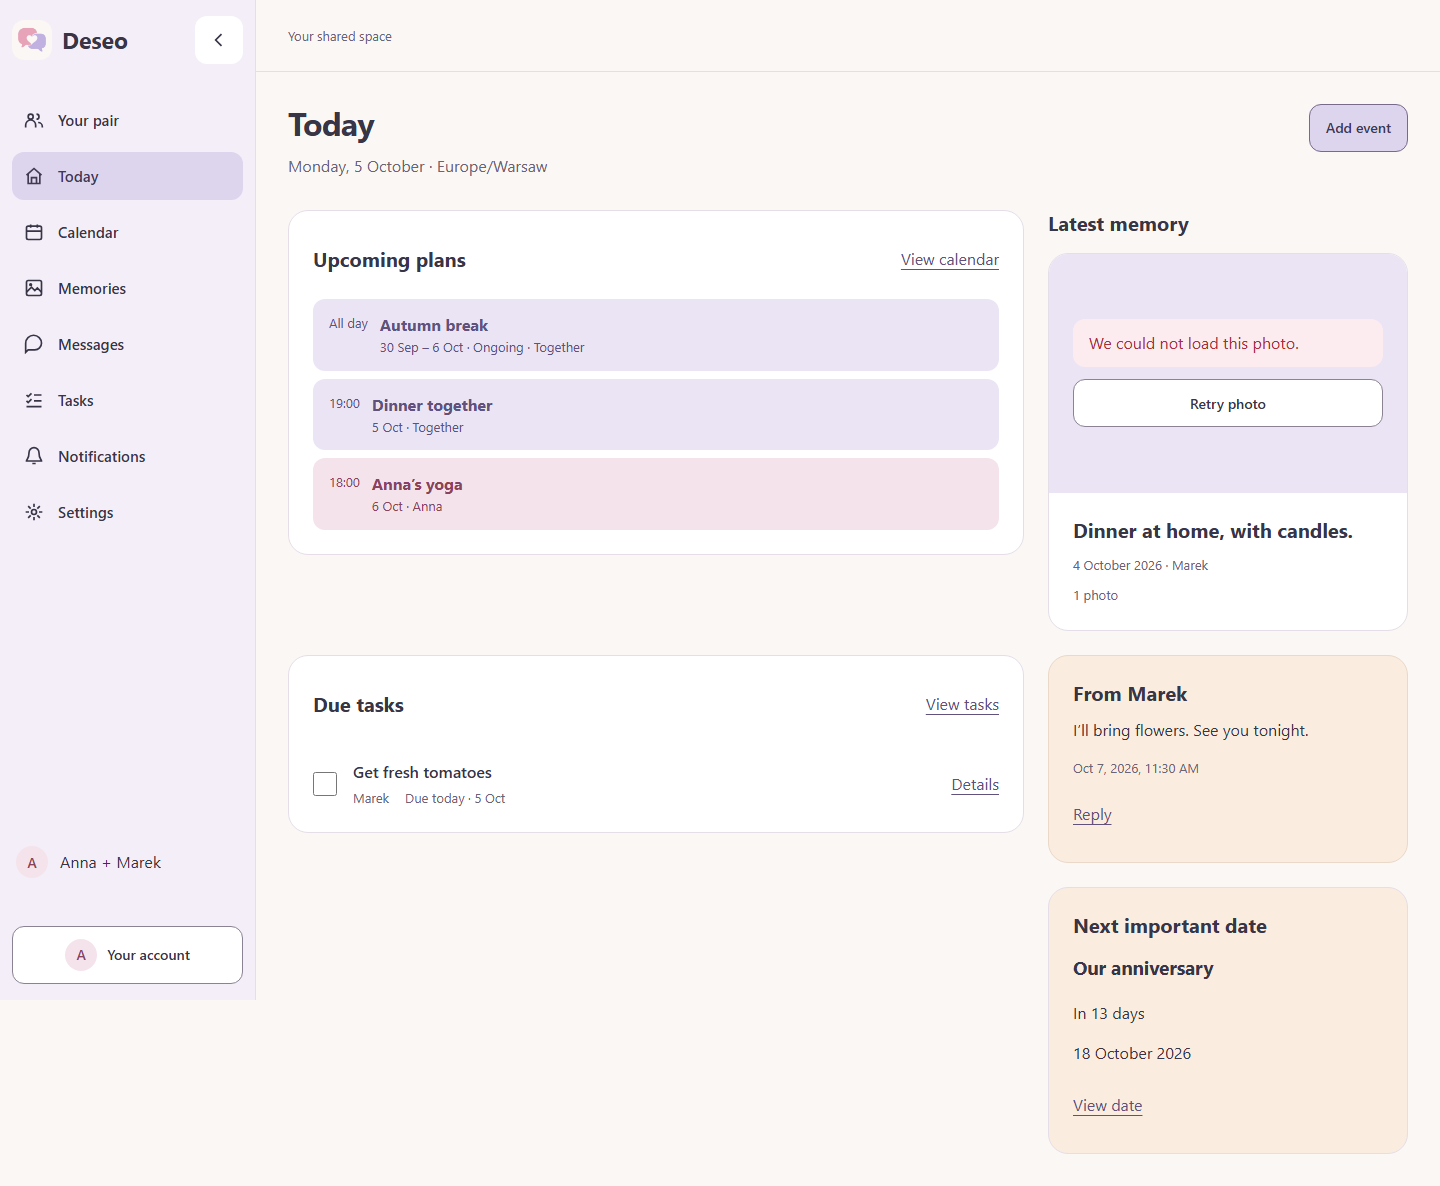 Deseo
Your pair
Today
Calendar
Memories
Messages
Tasks
Notifications
Settings
A Anna + Marek
A Your account
Your shared space
Today
Monday, 5 October · Europe/Warsaw
Add event
Upcoming plans
View calendar
All day Autumn break
30 Sep – 6 Oct · Ongoing · Together
19:00 Dinner together
5 Oct · Together
18:00 Anna’s yoga
6 Oct · Anna
Due tasks
View tasks
Get fresh tomatoes
Marek Due today · 5 Oct
Details
Latest memory
We could not load this photo.
Retry photo
Dinner at home, with candles.
4 October 2026 · Marek
1 photo
From Marek
I’ll bring flowers. See you tonight.
Oct 7, 2026, 11:30 AM
Reply
Next important date
Our anniversary
In 13 days
18 October 2026
View date